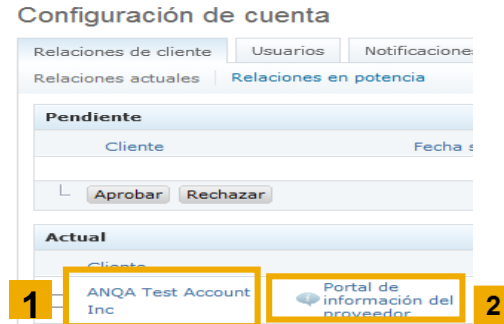 Configuración de cuenta
Relaciones de cliente Usuarios Notificacione
Relaciones actuales Relaciones en potencia
Pendiente
Cliente Fecha s
Aprobar Rechazar
Actual
Cliente
1 ANQA Test Account Inc
Portal de información del proveedor 2